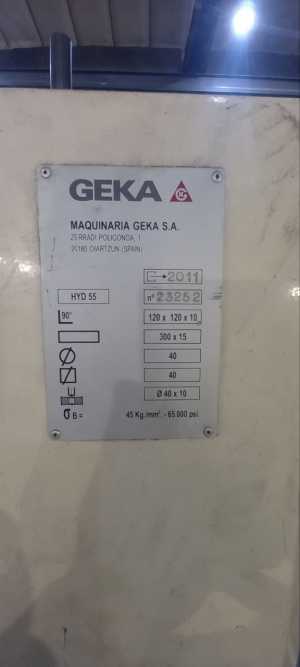 GEKA
MAQUINARIA GEKA S.A.
ZERRADI POLIGONOA, 1
20180 OIARTZUN (SPAIN)
2011
HYD 55 nº 23252
90° 120 x 120 x 10
300 x 15
40
40
Ø 40 x 10
σ B = 45 Kg./mm². - 65.000 psi.